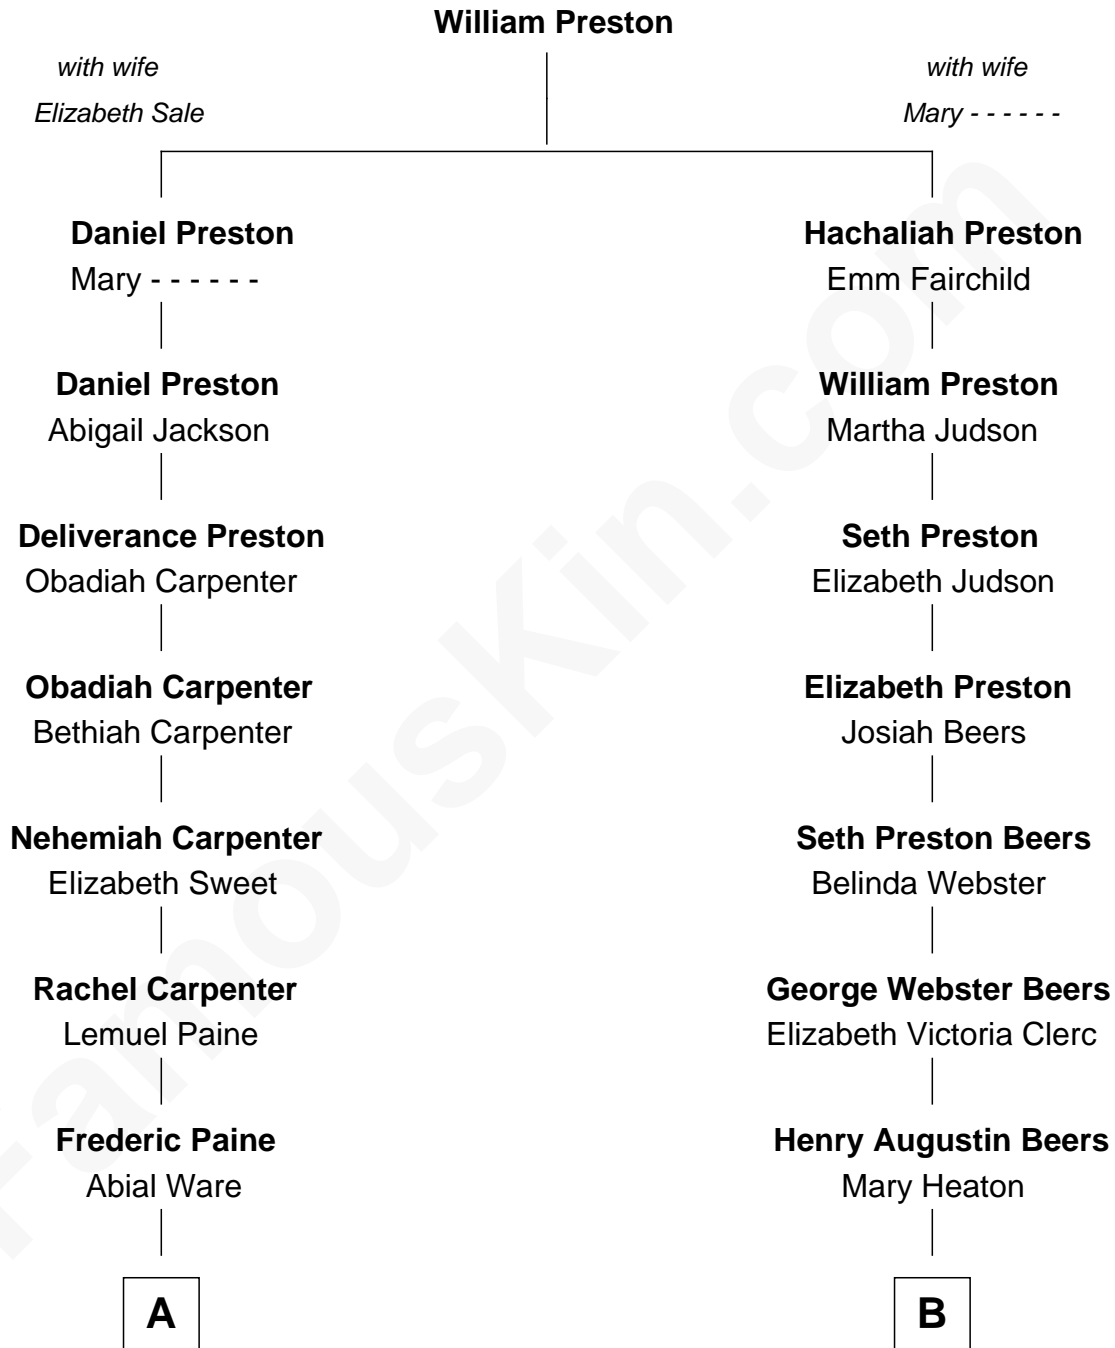 William Preston
with wife
Elizabeth Sale
with wife
Mary - - - - - -
Daniel Preston
Mary - - - - - -
Hachaliah Preston
Emm Fairchild
Daniel Preston
Abigail Jackson
William Preston
Martha Judson
Deliverance Preston
Obadiah Carpenter
Seth Preston
Elizabeth Judson
Obadiah Carpenter
Bethiah Carpenter
Elizabeth Preston
Josiah Beers
Nehemiah Carpenter
Elizabeth Sweet
Seth Preston Beers
Belinda Webster
Rachel Carpenter
Lemuel Paine
George Webster Beers
Elizabeth Victoria Clerc
Frederic Paine
Abial Ware
Henry Augustin Beers
Mary Heaton
A
B
FamousKin.com